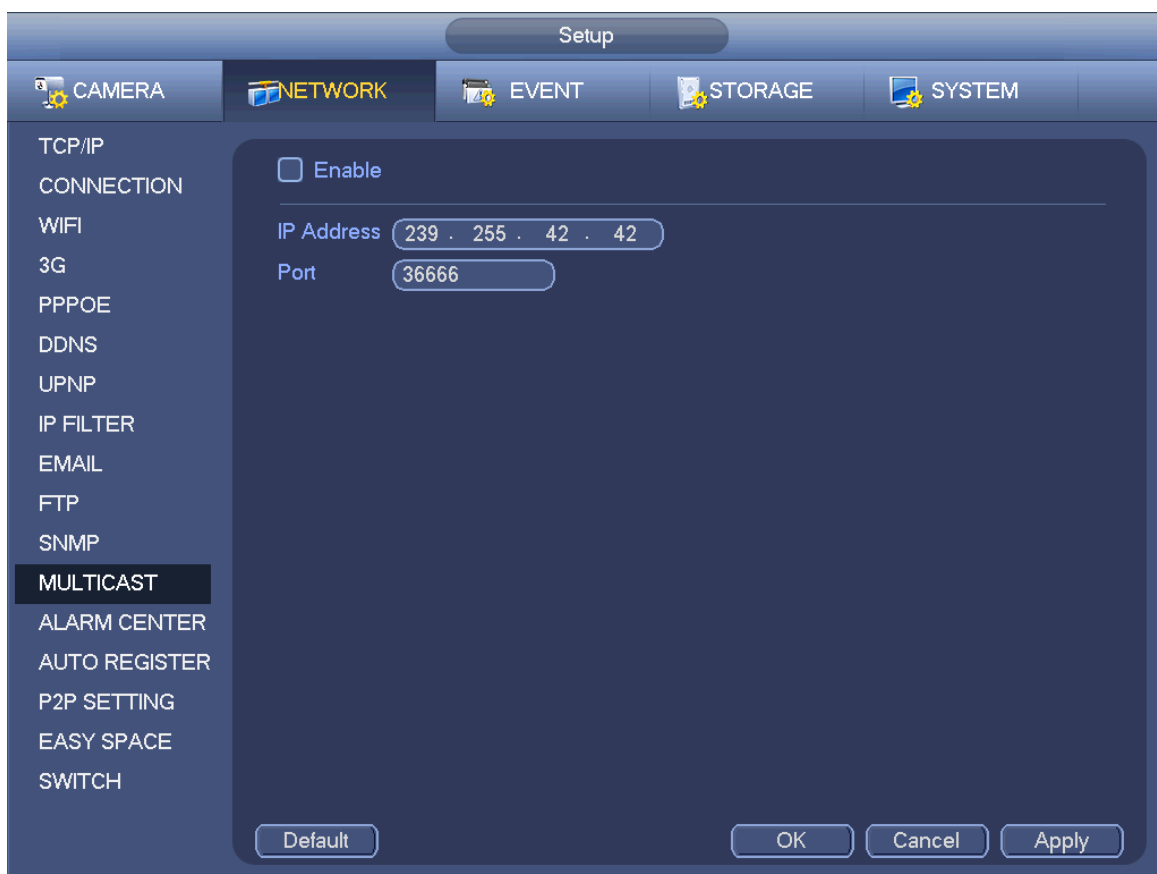 Setup
CAMERA NETWORK EVENT STORAGE SYSTEM
TCP/IP
CONNECTION
WIFI
3G
PPPOE
DDNS
UPNP
IP FILTER
EMAIL
FTP
SNMP
MULTICAST
ALARM CENTER
AUTO REGISTER
P2P SETTING
EASY SPACE
SWITCH
Enable
IP Address 239 . 255 . 42 . 42
Port 36666
Default OK Cancel Apply